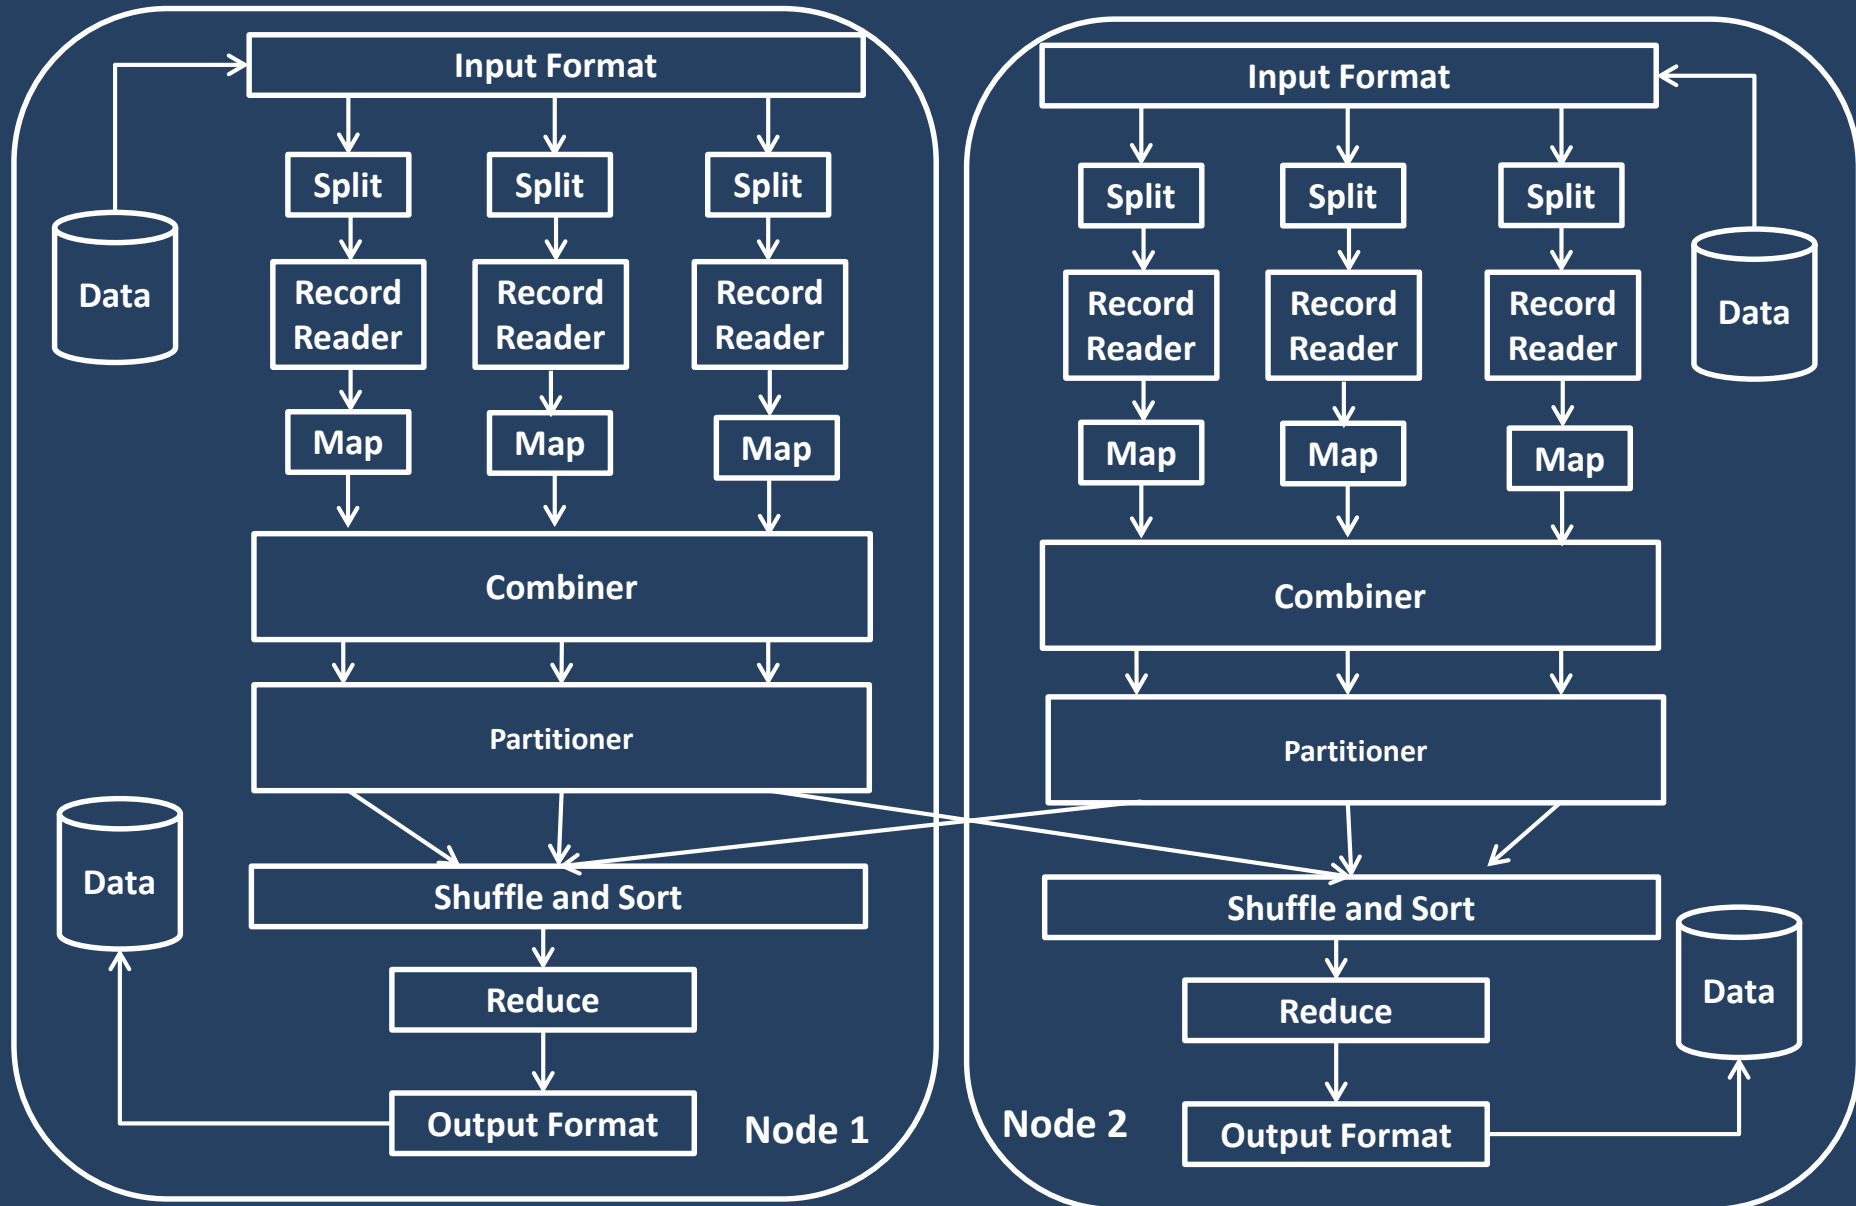 Input Format
Split
Split
Split
Data
Record
Reader
Record
Reader
Record
Reader
Map
Map
Map
Combiner
Partitioner
Data
Shuffle and Sort
Reduce
Output Format
Node 1
Input Format
Split
Split
Split
Data
Record
Reader
Record
Reader
Record
Reader
Map
Map
Map
Combiner
Partitioner
Shuffle and Sort
Data
Reduce
Node 2
Output Format